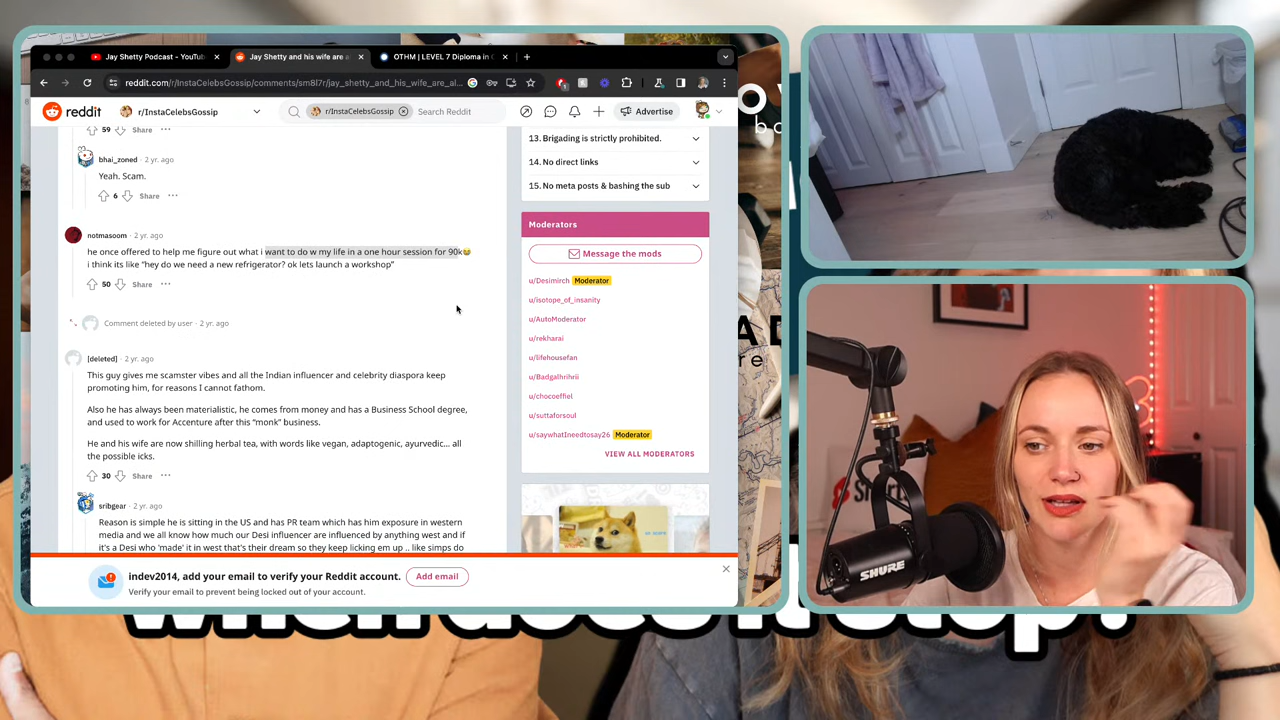 Jay Shetty Podcast - YouTub
Jay Shetty and his wife are a
OTHM | LEVEL 7 Diploma in
reddit.com/r/InstaCelebsGossip/comments/sm8l7r/jay_shetty_and_his_wife_are_al...
reddit
r/InstaCelebsGossip
r/InstaCelebsGossip
Search Reddit
Advertise
59
Share
bhai_zoned · 2 yr. ago
Yeah. Scam.
6
Share
notmasoom · 2 yr. ago
he once offered to help me figure out what i want to do w my life in a one hour session for 90k😂
i think its like “hey do we need a new refrigerator? ok lets launch a workshop”
50
Share
Comment deleted by user · 2 yr. ago
[deleted] · 2 yr. ago
This guy gives me scamster vibes and all the Indian influencer and celebrity diaspora keep
promoting him, for reasons I cannot fathom.
Also he has always been materialistic, he comes from money and has a Business School degree,
and used to work for Accenture after this “monk” business.
He and his wife are now shilling herbal tea, with words like vegan, adaptogenic, ayurvedic... all
the possible icks.
30
Share
sribgear · 2 yr. ago
Reason is simple he is sitting in the US and has PR team which has him exposure in western
media and we all know how much our Desi influencer are influenced by anything west and if
it's a Desi who 'made' it in west that's their dream so they keep licking em up .. like simps do
13. Brigading is strictly prohibited.
14. No direct links
15. No meta posts & bashing the sub
Moderators
Message the mods
u/Desimirch Moderator
u/isotope_of_insanity
u/AutoModerator
u/rekharai
u/lifehousefan
u/Badgalhrihrii
u/chocoeffiel
u/suttaforsoul
u/saywhatIneedtosay26 Moderator
VIEW ALL MODERATORS
indev2014, add your email to verify your Reddit account.
Add email
Verify your email to prevent being locked out of your account.
SHURE
when does it stop?